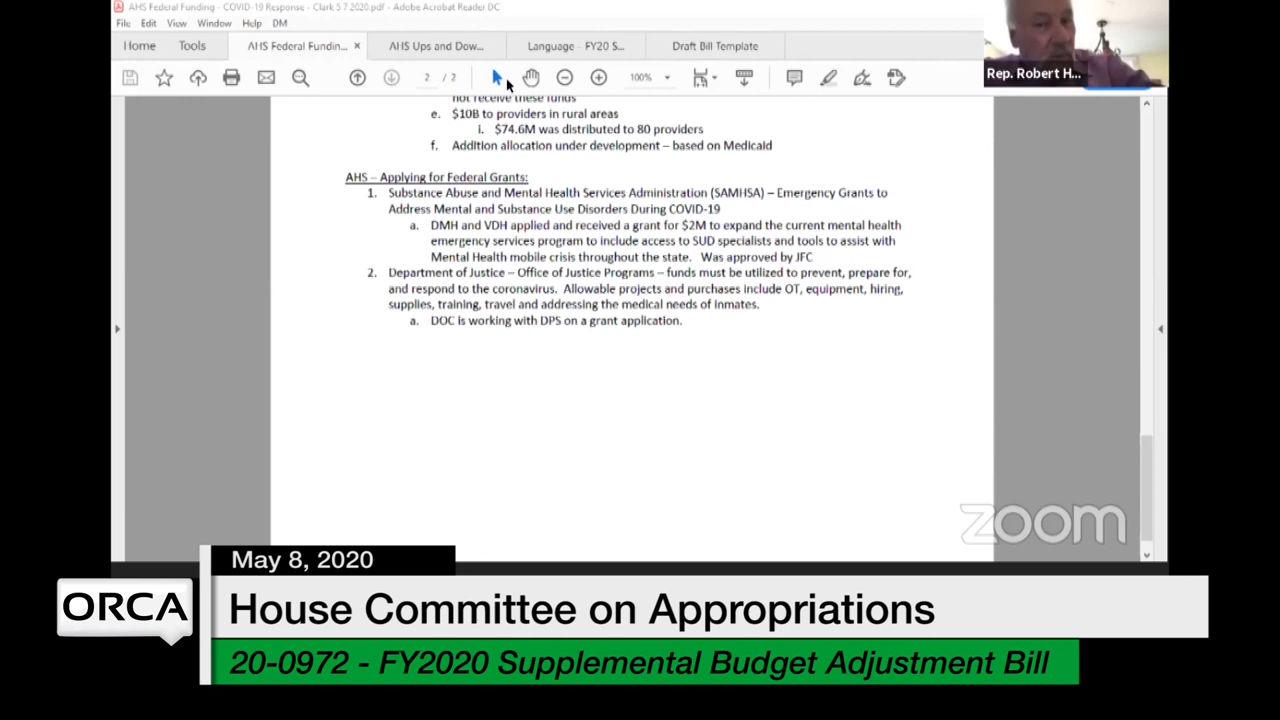 AHS Federal Funding - COVID-19 Response - Clark 5 7 2020.pdf - Adobe Acrobat Reader DC
File Edit View Window Help DM
Home Tools AHS Federal Fundin... × AHS Ups and Dow... Language - FY20 S... Draft Bill Template
2 / 2 100%
Rep. Robert H...
not receive these funds
e. $10B to providers in rural areas
i. $74.6M was distributed to 80 providers
f. Addition allocation under development – based on Medicaid
AHS – Applying for Federal Grants:
1. Substance Abuse and Mental Health Services Administration (SAMHSA) – Emergency Grants to
Address Mental and Substance Use Disorders During COVID-19
a. DMH and VDH applied and received a grant for $2M to expand the current mental health
emergency services program to include access to SUD specialists and tools to assist with
Mental Health mobile crisis throughout the state. Was approved by JFC
2. Department of Justice – Office of Justice Programs – funds must be utilized to prevent, prepare for,
and respond to the coronavirus. Allowable projects and purchases include OT, equipment, hiring,
supplies, training, travel and addressing the medical needs of inmates.
a. DOC is working with DPS on a grant application.
zoom
May 8, 2020
ORCA
House Committee on Appropriations
20-0972 - FY2020 Supplemental Budget Adjustment Bill